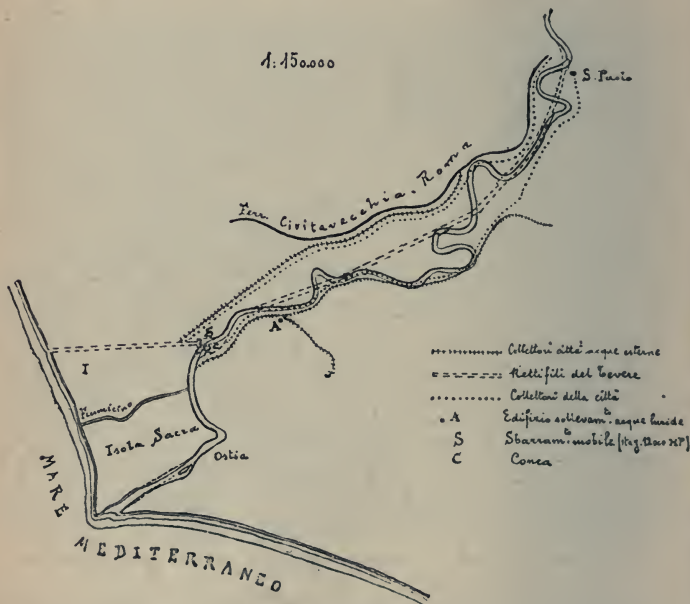 1:150.000
S. Paolo
Ferr. Civitavecchia - Roma
A
S
C
I
Fiumicino
Isola Sacra
Ostia
MARE
MEDITERRANEO
Collettori città acque esterne
Rettifili del Tevere
Collettori della città
A Edifizio sollevam.to acque luride
S Sbarram.to mobile
C Conca